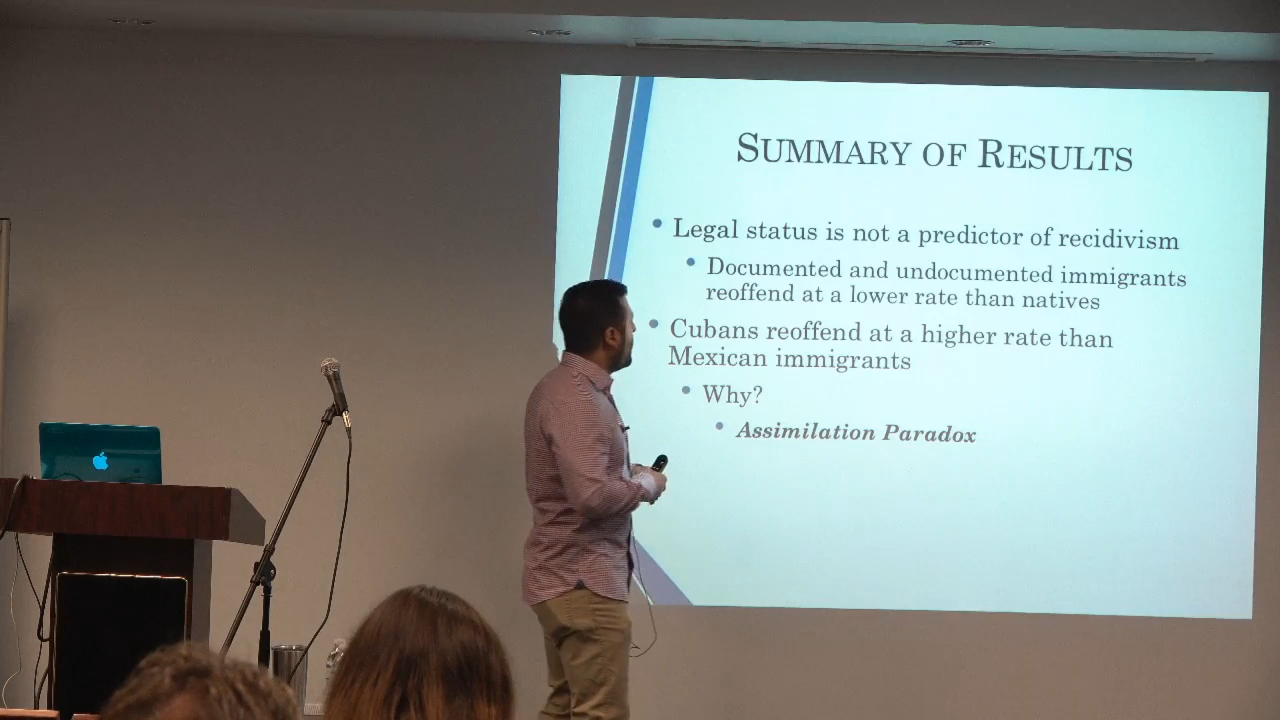 SUMMARY OF RESULTS
• Legal status is not a predictor of recidivism
• Documented and undocumented immigrants
reoffend at a lower rate than natives
• Cubans reoffend at a higher rate than
Mexican immigrants
• Why?
• Assimilation Paradox